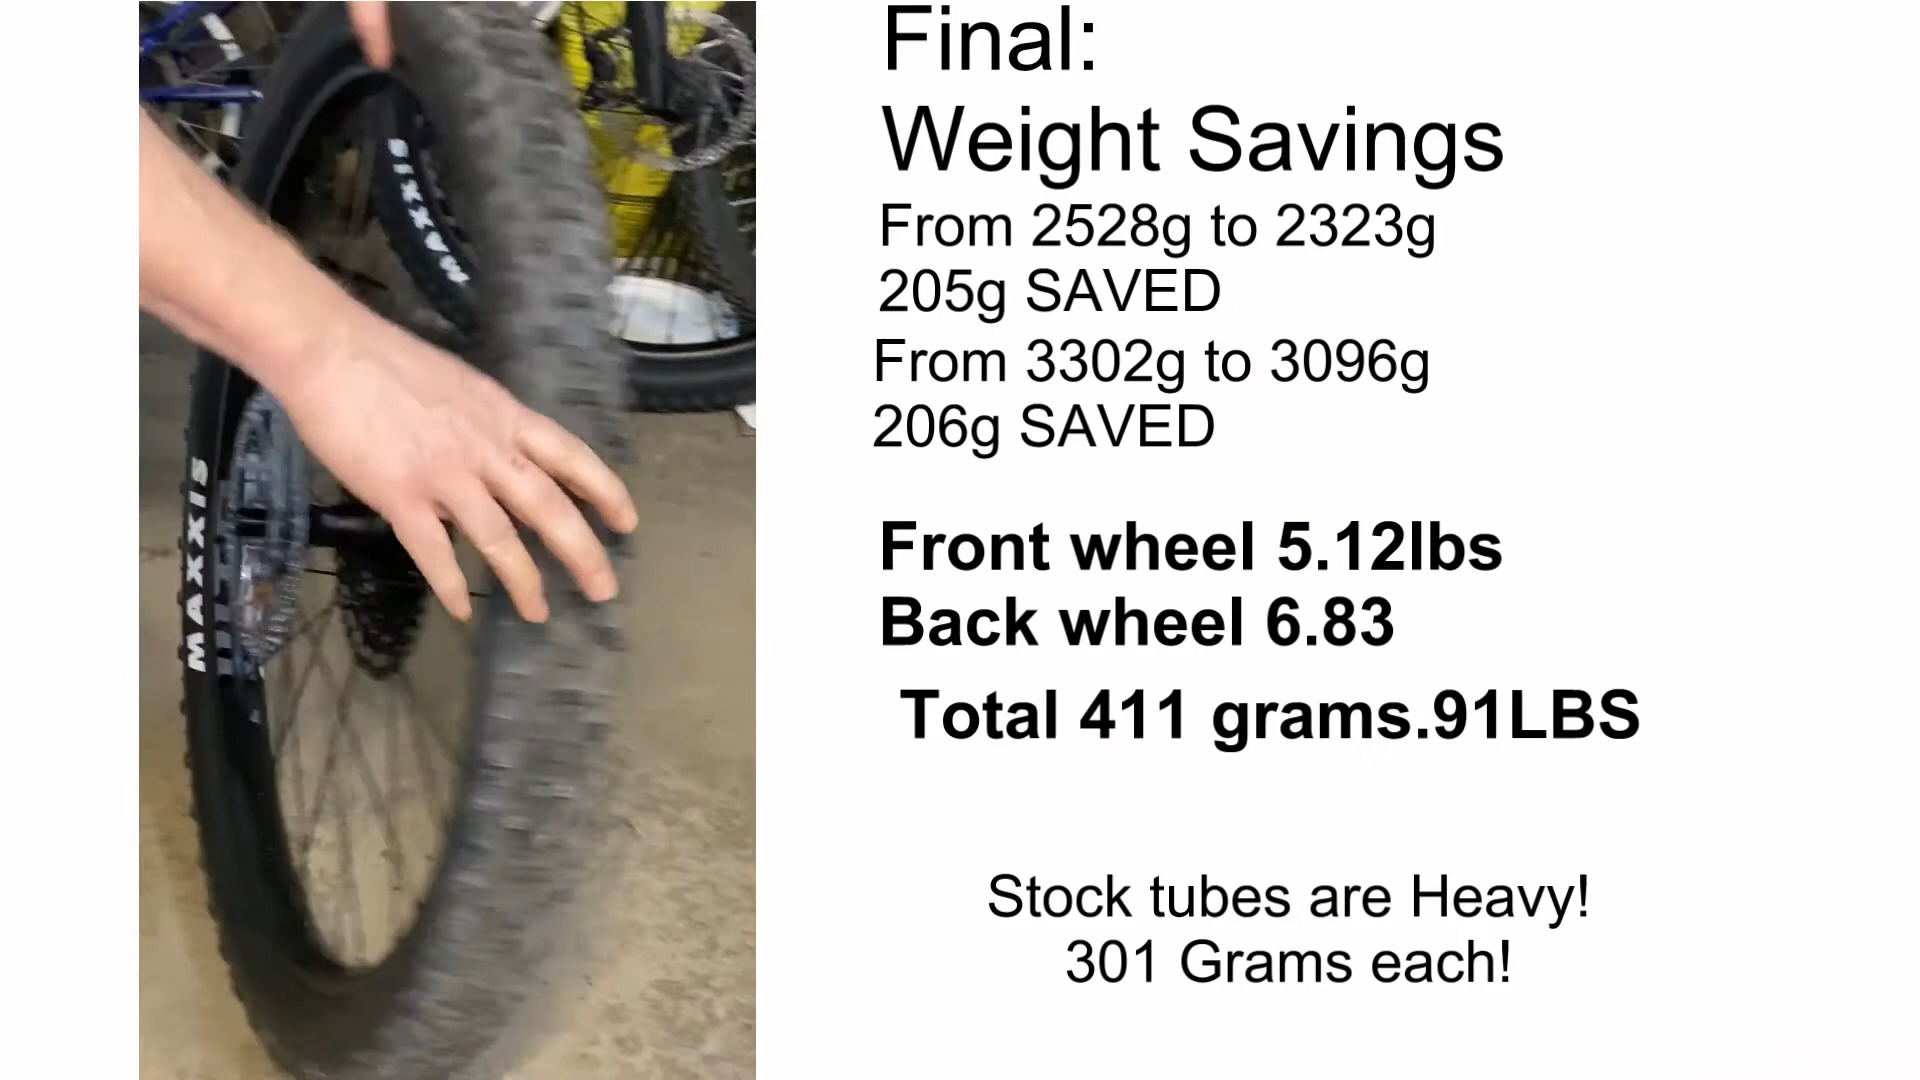 Final:
Weight Savings
From 2528g to 2323g
205g SAVED
From 3302g to 3096g
206g SAVED
Front wheel 5.12lbs
Back wheel 6.83
Total 411 grams.91LBS
Stock tubes are Heavy!
301 Grams each!
MAXXIS
MAXXIS